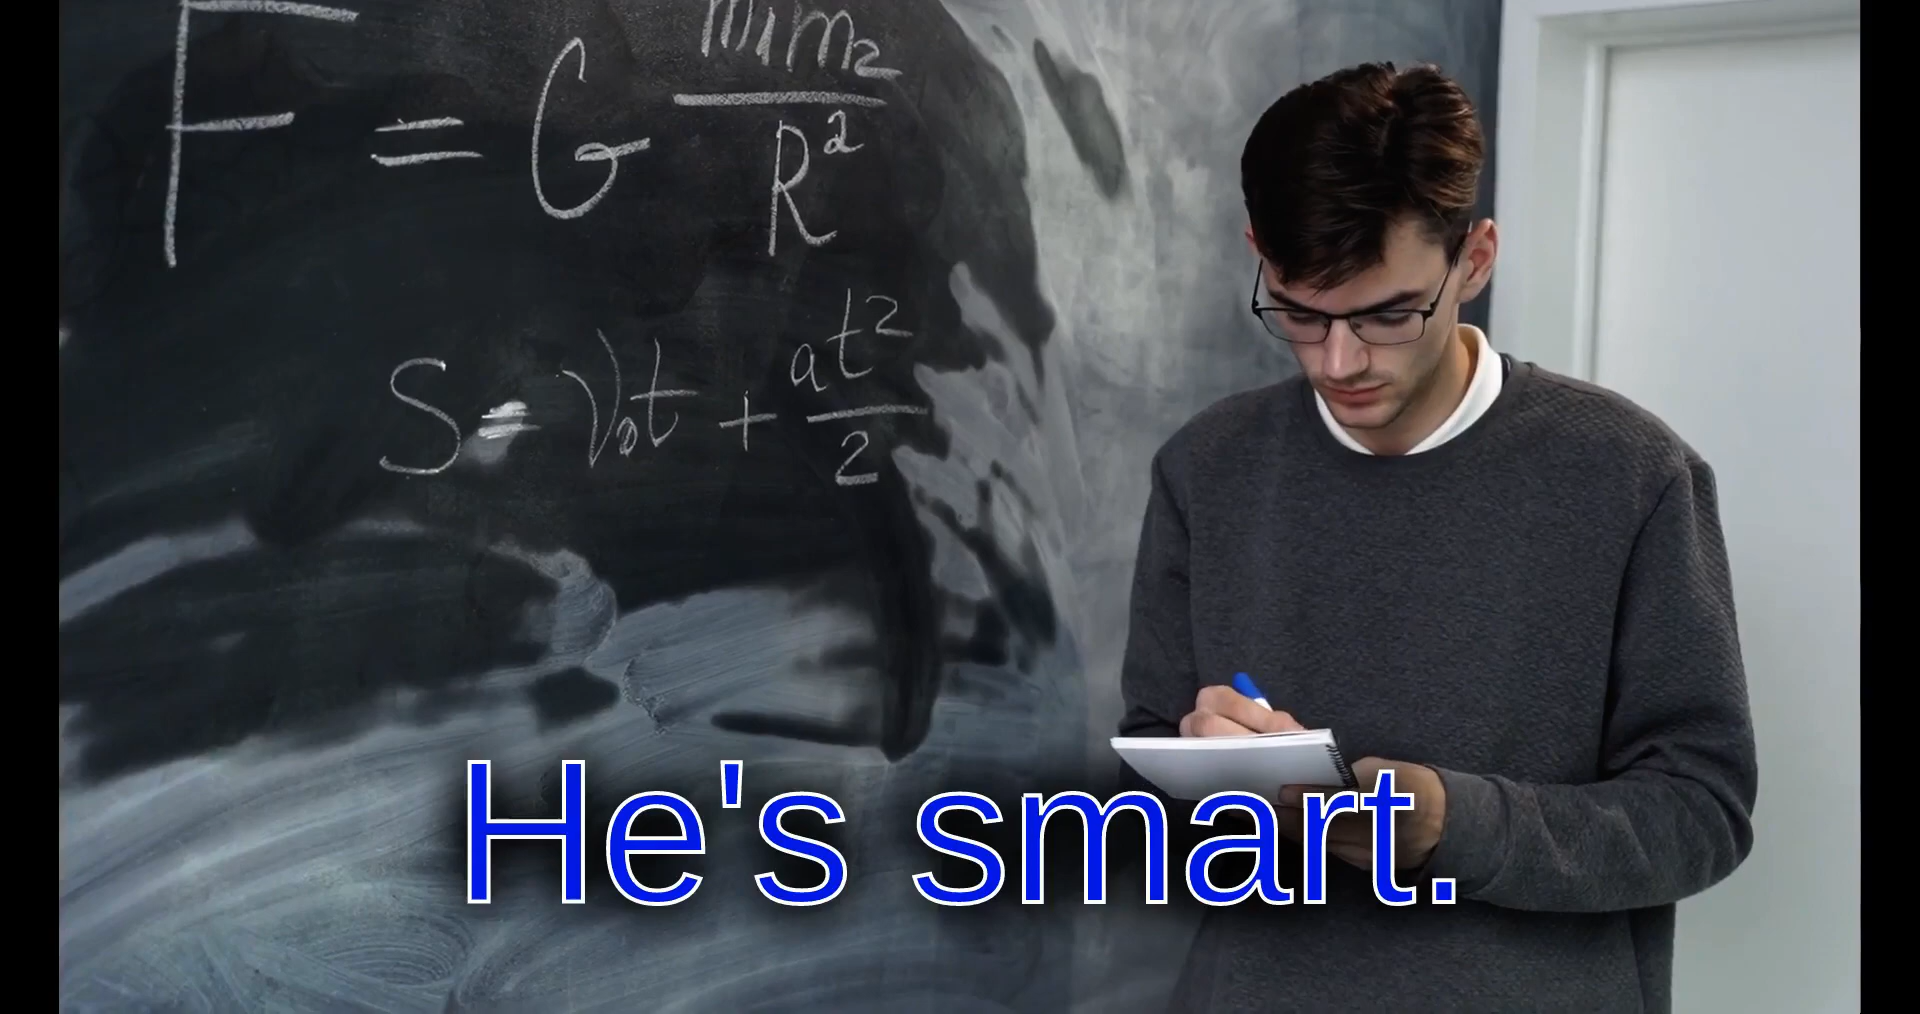 F = G m₁m₂/R²
S = V₀t + at²/2
He's smart.